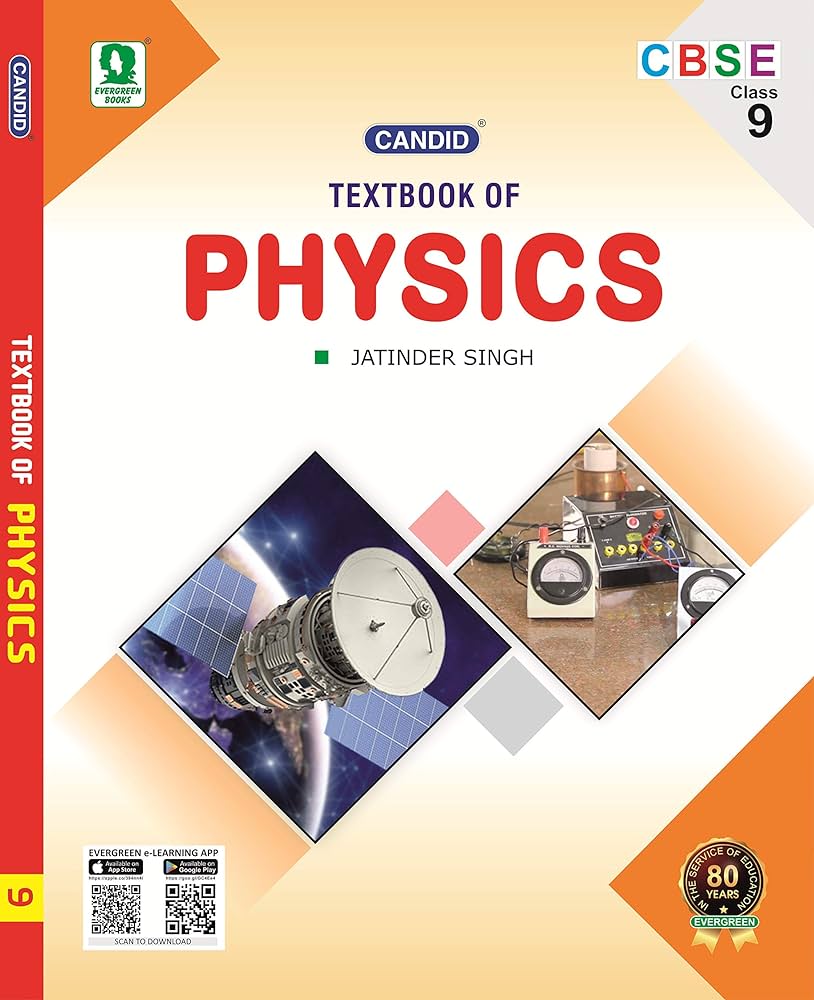 CANDID
TEXTBOOK OF PHYSICS
9
EVERGREEN
BOOKS
CBSE
Class
9
CANDID
TEXTBOOK OF
PHYSICS
JATINDER SINGH
EVERGREEN e-LEARNING APP
Available on
App Store
Available on
Google Play
SCAN TO DOWNLOAD
IN THE SERVICE OF EDUCATION
80
YEARS
EVERGREEN